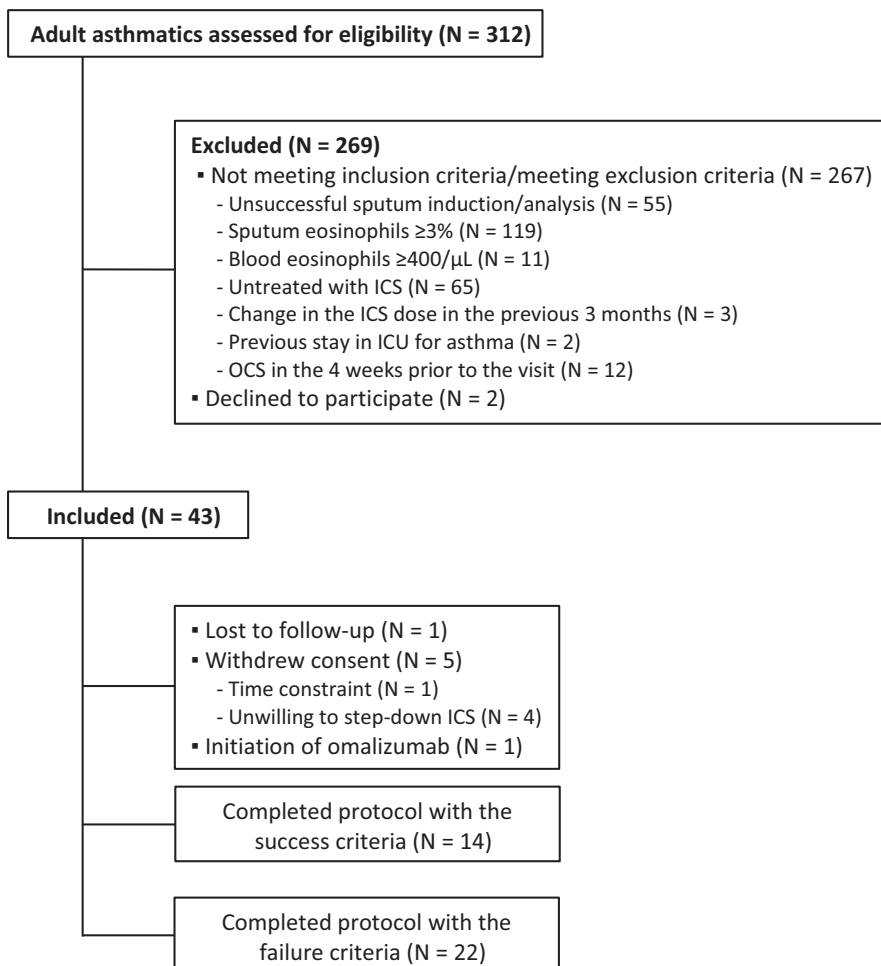 Adult asthmatics assessed for eligibility (N = 312)
Excluded (N = 269)
▪ Not meeting inclusion criteria/meeting exclusion criteria (N = 267)
- Unsuccessful sputum induction/analysis (N = 55)
- Sputum eosinophils ≥3% (N = 119)
- Blood eosinophils ≥400/μL (N = 11)
- Untreated with ICS (N = 65)
- Change in the ICS dose in the previous 3 months (N = 3)
- Previous stay in ICU for asthma (N = 2)
- OCS in the 4 weeks prior to the visit (N = 12)
▪ Declined to participate (N = 2)
Included (N = 43)
▪ Lost to follow-up (N = 1)
▪ Withdrew consent (N = 5)
- Time constraint (N = 1)
- Unwilling to step-down ICS (N = 4)
▪ Initiation of omalizumab (N = 1)
Completed protocol with the
success criteria (N = 14)
Completed protocol with the
failure criteria (N = 22)